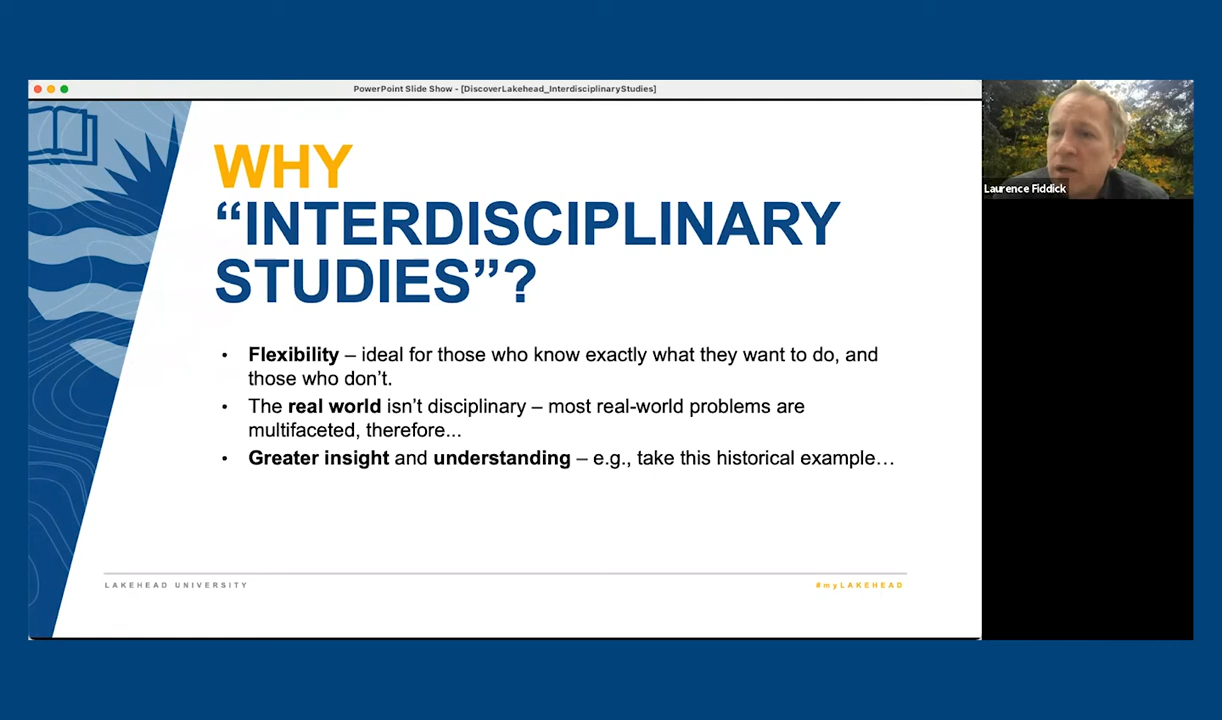 PowerPoint Slide Show - [DiscoverLakehead_InterdisciplinaryStudies]
WHY
“INTERDISCIPLINARY
STUDIES”?
• Flexibility – ideal for those who know exactly what they want to do, and
those who don’t.
• The real world isn’t disciplinary – most real-world problems are
multifaceted, therefore...
• Greater insight and understanding – e.g., take this historical example…
LAKEHEAD UNIVERSITY
#myLAKEHEAD
Laurence Fiddick